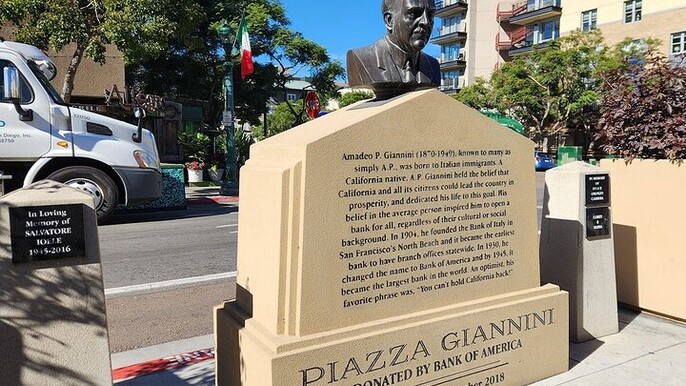 Amadeo P. Giannini (1870-1949), known to many as
simply A.P., was born to Italian immigrants. A
California native, A.P. Giannini held the belief that
California and all its citizens could lead the country in
prosperity, and dedicated his life to this goal. His
belief in the average person inspired him to open a
bank for all, regardless of their cultural or social
background. In 1904, he founded the Bank of Italy in
San Francisco's North Beach and it became the earliest
bank to have branch offices statewide. In 1930, he
changed the name to Bank of America and by 1945, it
became the largest bank in the world. An optimist, his
favorite phrase was, "You can't hold California back!"
PIAZZA GIANNINI
DONATED BY BANK OF AMERICA
2018
In Loving
Memory of
SALVATORE
IOELE
1945-2016